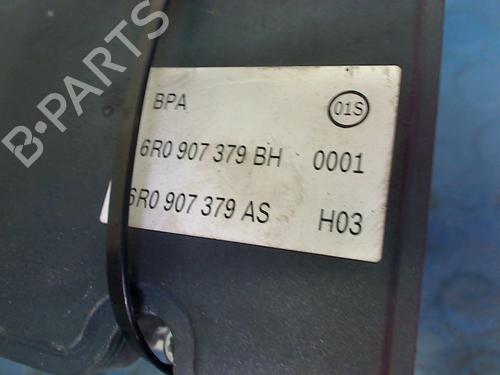 B-PARTS
BPA 01S
6R0 907 379 BH 0001
6R0 907 379 AS H03